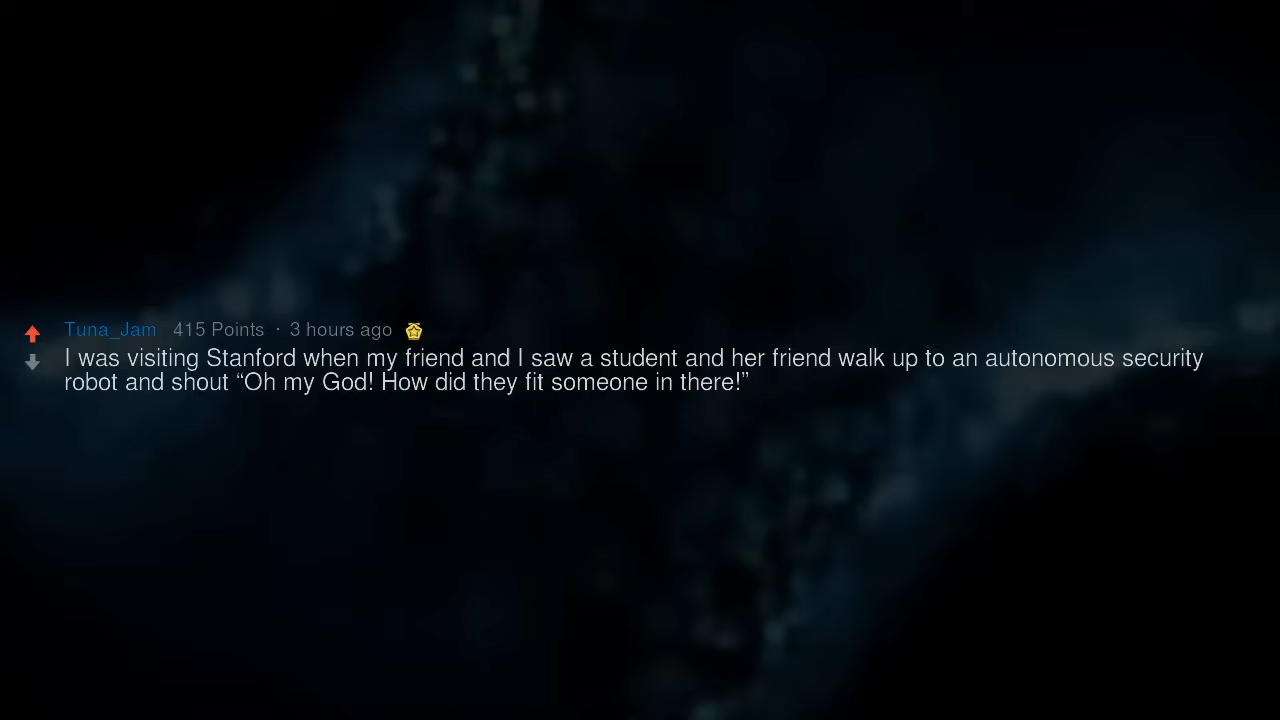 Tuna_Jam 415 Points · 3 hours ago
I was visiting Stanford when my friend and I saw a student and her friend walk up to an autonomous security
robot and shout “Oh my God! How did they fit someone in there!”